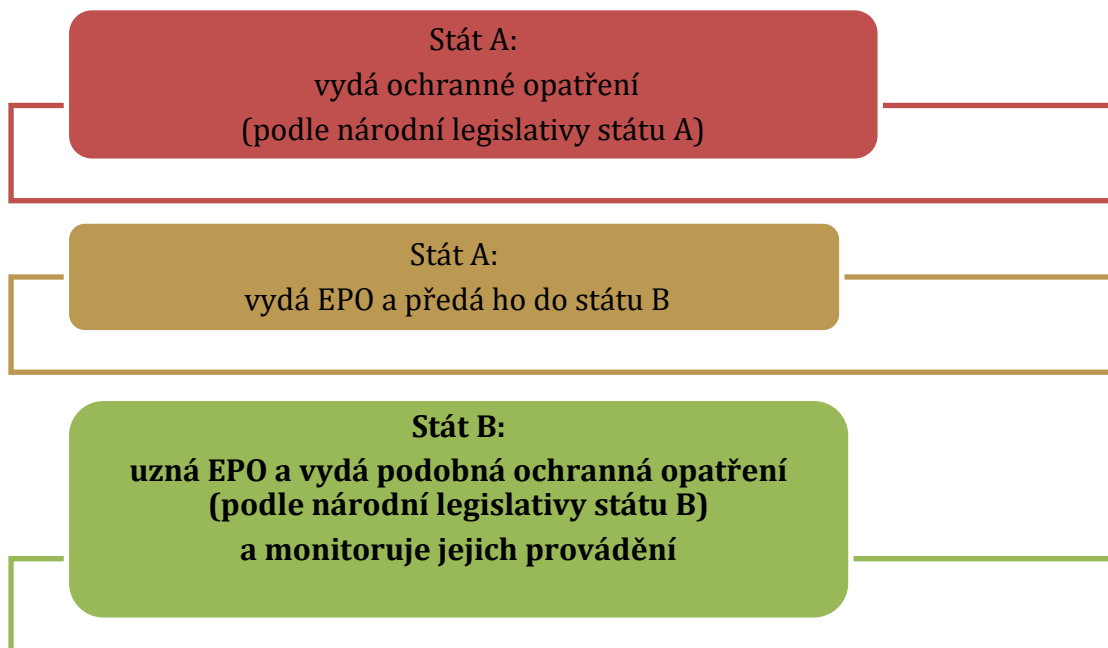 Stát A:
vydá ochranné opatření
(podle národní legislativy státu A)
Stát A:
vydá EPO a předá ho do státu B
Stát B:
uzná EPO a vydá podobná ochranná opatření
(podle národní legislativy státu B)
a monitoruje jejich provádění